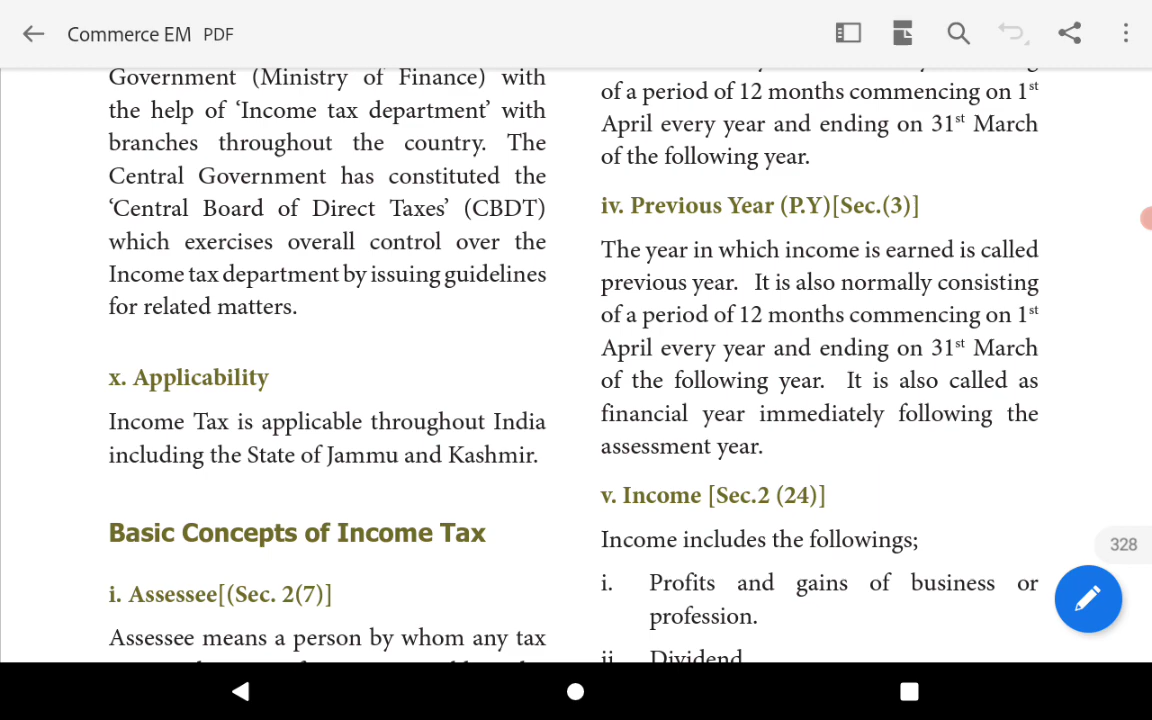 Commerce EM PDF
Government (Ministry of Finance) with
the help of ‘Income tax department’ with
branches throughout the country. The
Central Government has constituted the
‘Central Board of Direct Taxes’ (CBDT)
which exercises overall control over the
Income tax department by issuing guidelines
for related matters.
x. Applicability
Income Tax is applicable throughout India
including the State of Jammu and Kashmir.
Basic Concepts of Income Tax
i. Assessee[(Sec. 2(7)]
Assessee means a person by whom any tax
of a period of 12 months commencing on 1st
April every year and ending on 31st March
of the following year.
iv. Previous Year (P.Y)[Sec.(3)]
The year in which income is earned is called
previous year. It is also normally consisting
of a period of 12 months commencing on 1st
April every year and ending on 31st March
of the following year. It is also called as
financial year immediately following the
assessment year.
v. Income [Sec.2 (24)]
Income includes the followings;
i. Profits and gains of business or
profession.
ii. Dividend
328